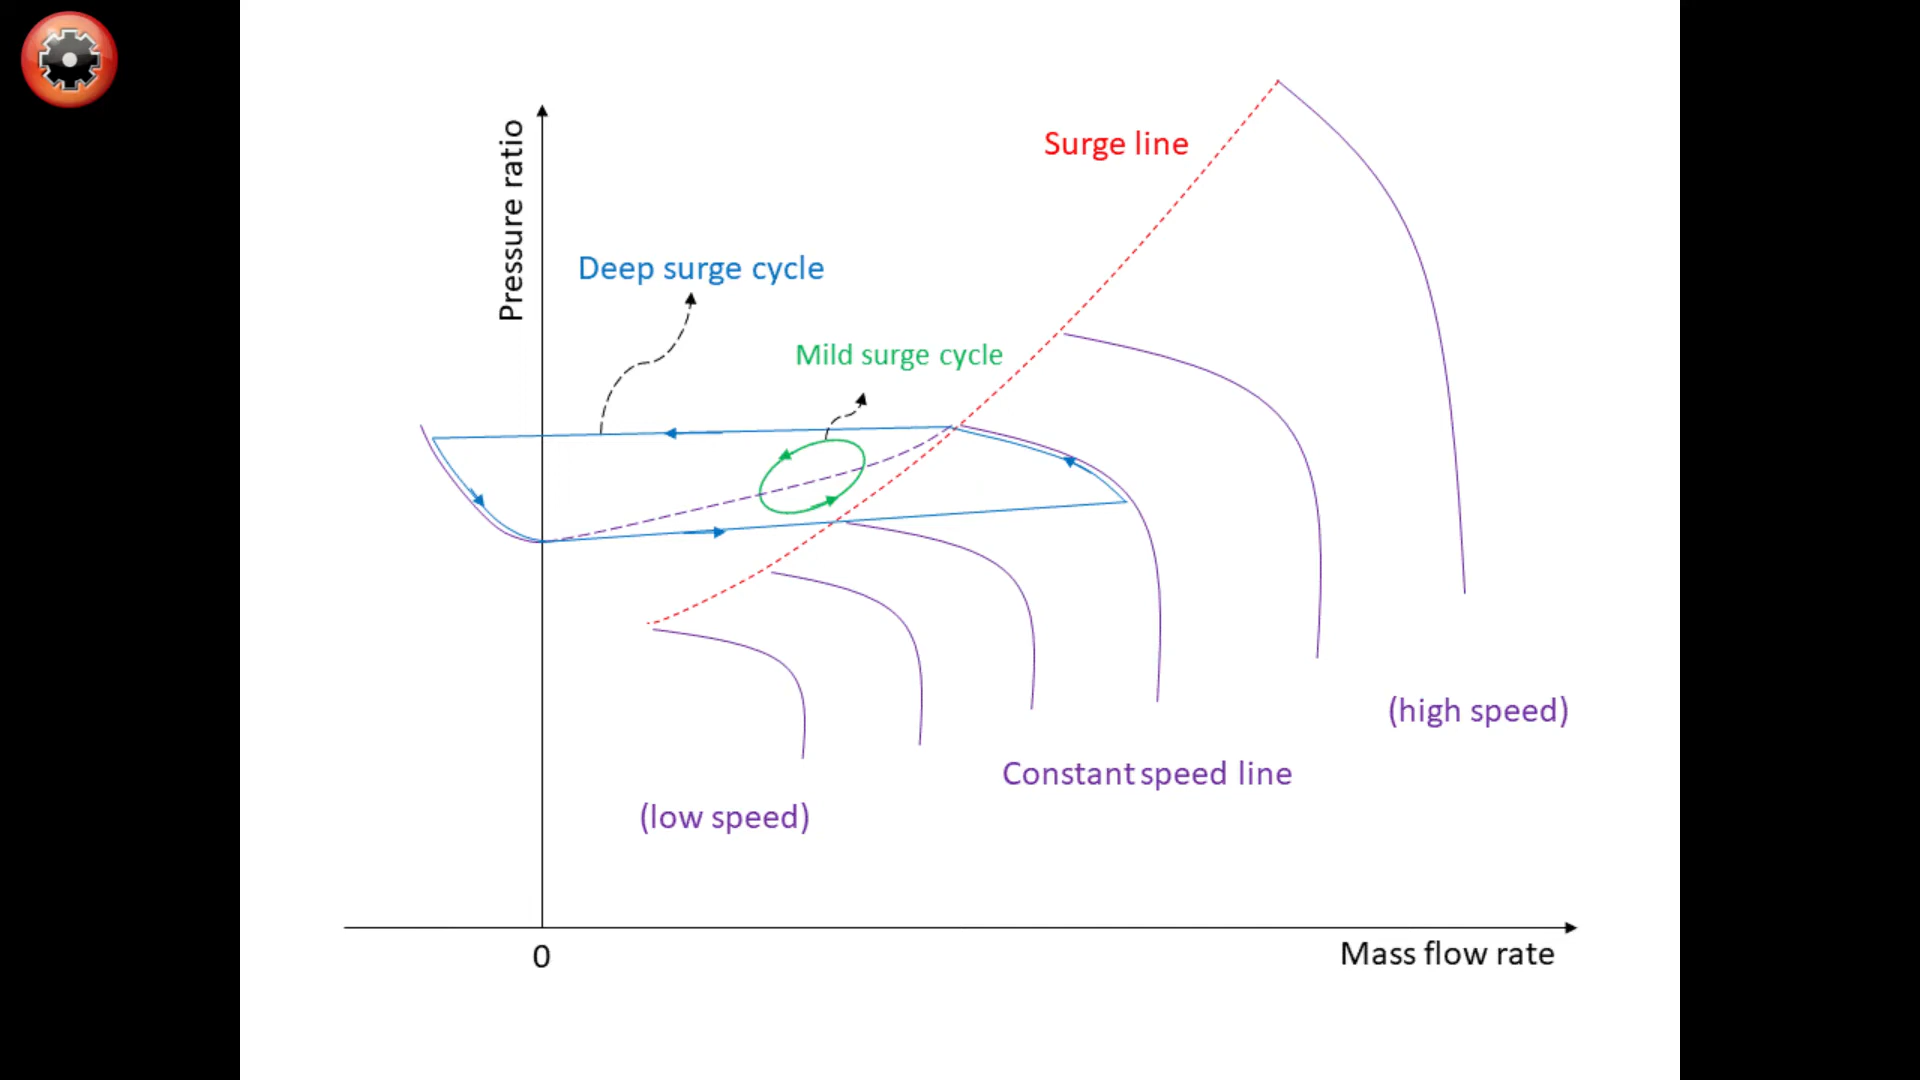 Surge line
Pressure ratio
Deep surge cycle
Mild surge cycle
(high speed)
Constant speed line
(low speed)
0
Mass flow rate